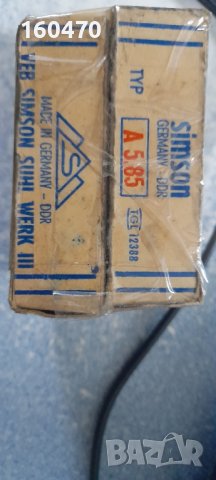 160470
simson
GERMANY - DDR
TYP
A 5/85
TGL 12388
MADE IN GERMANY - DDR
VEB SIMSON SUHL WERK III
BAZAR